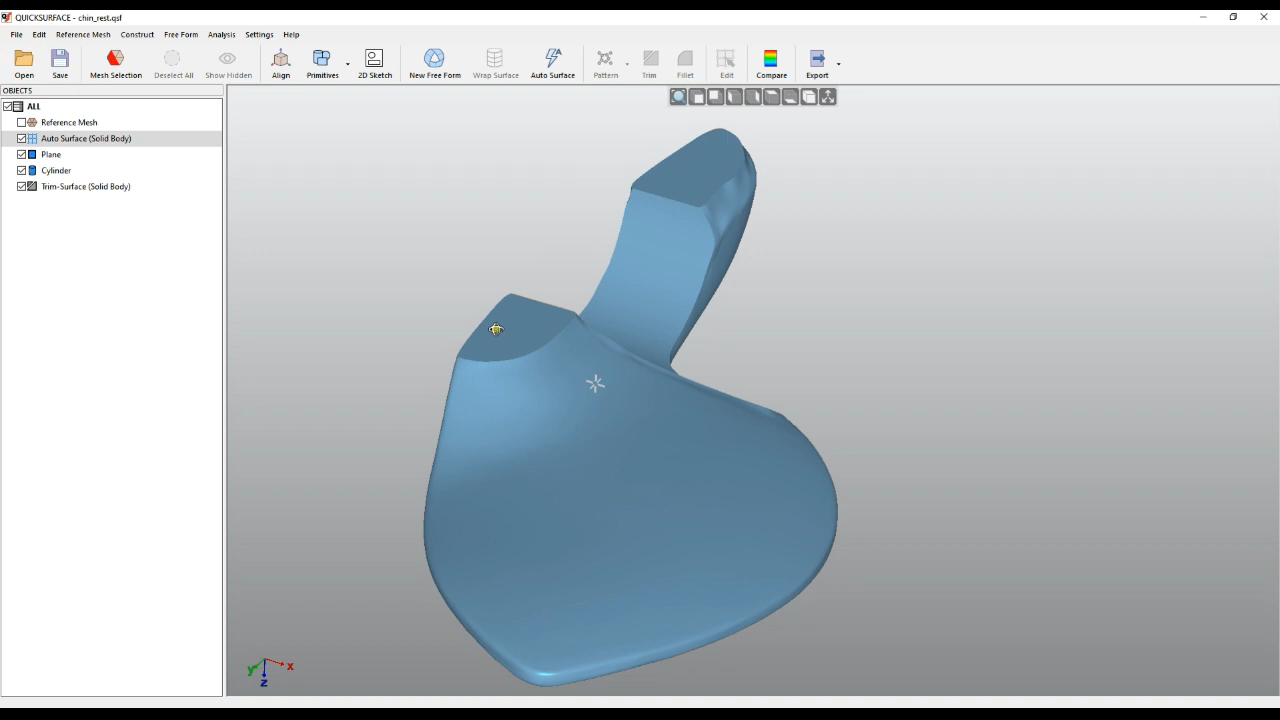 QUICKSURFACE - chin_rest.qsf
File Edit Reference Mesh Construct Free Form Analysis Settings Help
Open Save Mesh Selection Deselect All Show Hidden Align Primitives 2D Sketch New Free Form Wrap Surface Auto Surface Pattern Trim Fillet Edit Compare Export
OBJECTS
ALL
Reference Mesh
Auto Surface (Solid Body)
Plane
Cylinder
Trim-Surface (Solid Body)
Y X
Z